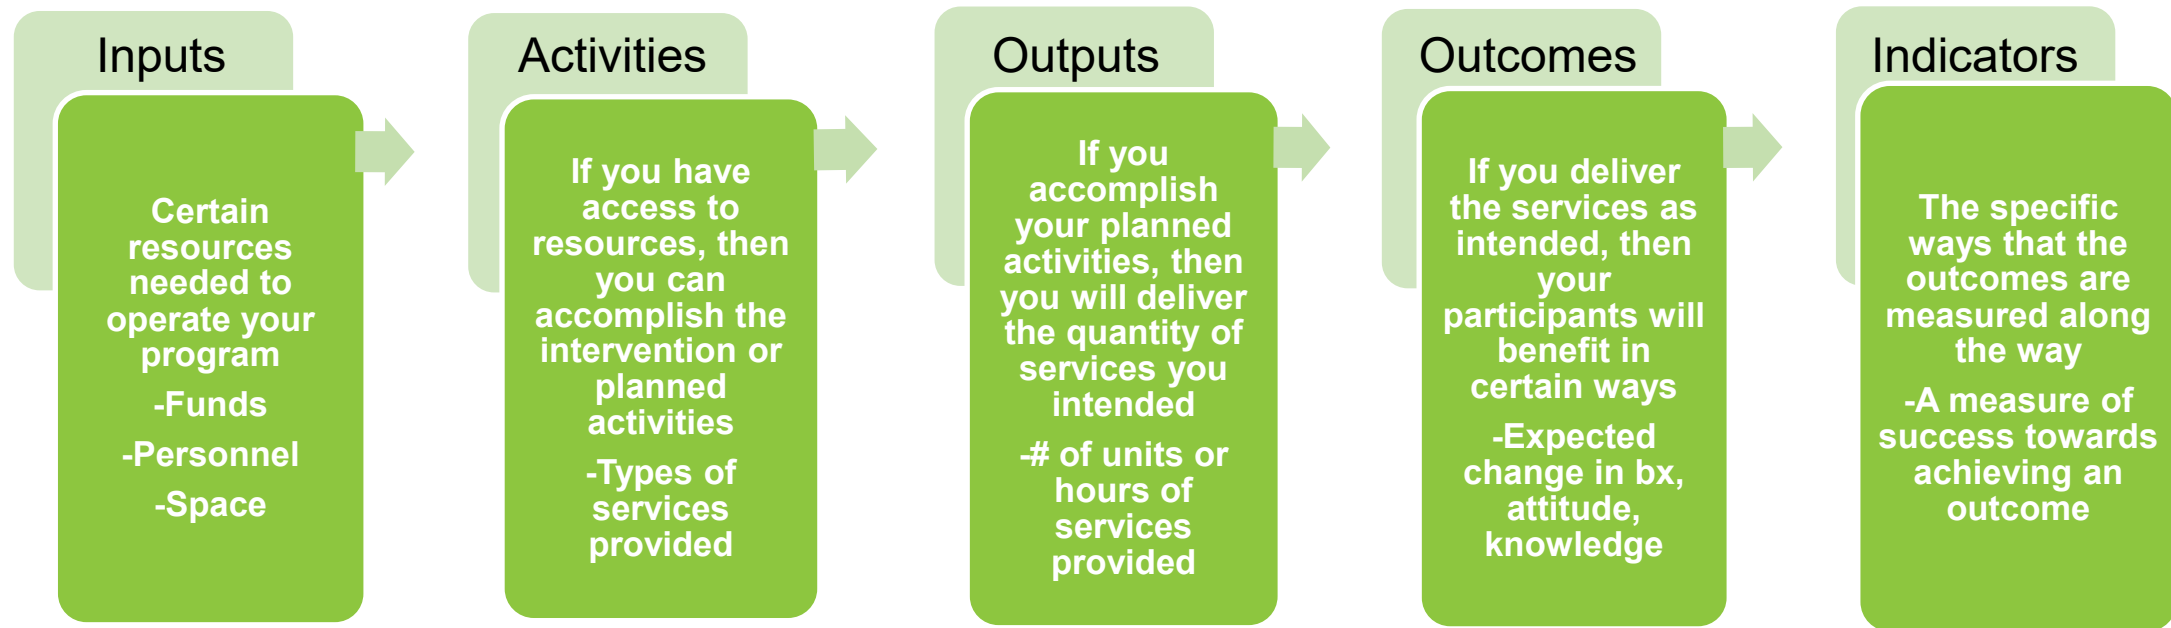 Inputs
Certain
resources
needed to
operate your
program
-Funds
-Personnel
-Space
Activities
If you have
access to
resources, then
you can
accomplish the
intervention or
planned
activities
-Types of
services
provided
Outputs
If you
accomplish
your planned
activities, then
you will deliver
the quantity of
services you
intended
-# of units or
hours of
services
provided
Outcomes
If you deliver
the services as
intended, then
your
participants will
benefit in
certain ways
-Expected
change in bx,
attitude,
knowledge
Indicators
The specific
ways that the
outcomes are
measured along
the way
-A measure of
success towards
achieving an
outcome